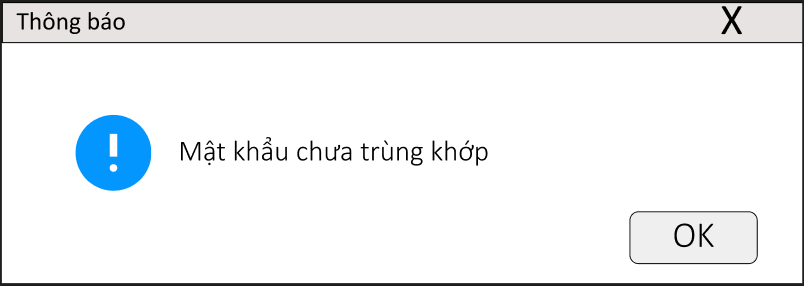 Thông báo
X
Mật khẩu chưa trùng khớp
OK